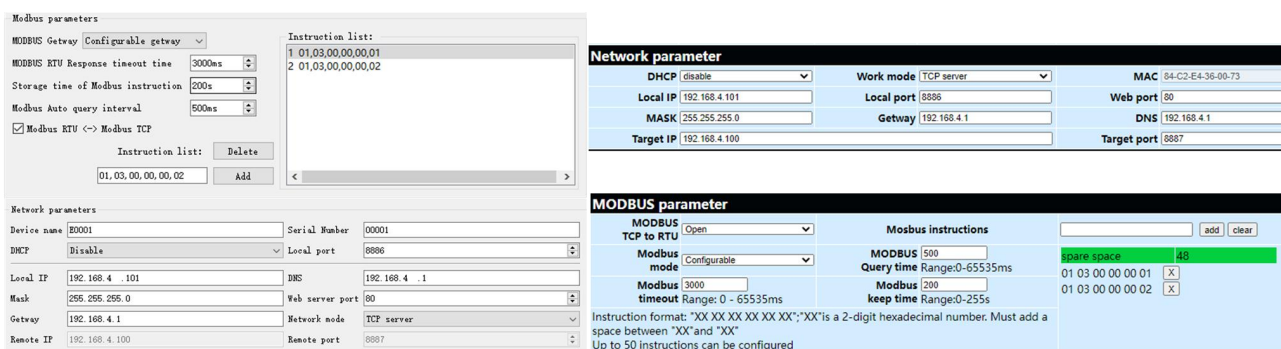 Modbus parameters
MODBUS Getway Configurable getway
MODBUS RTU Response timeout time 3000ms
Storage time of Modbus instruction 200s
Modbus Auto query interval 500ms
Modbus RTU <-> Modbus TCP
Instruction list: Delete
01,03,00,00,00,02 Add
Instruction list:
1 01,03,00,00,00,01
2 01,03,00,00,00,02
Network parameters
Device name E0001 Serial Number 00001
DHCP Disable Local port 8886
Local IP 192.168.4 .101 DNS 192.168.4 .1
Mask 255.255.255.0 Web server port 80
Getway 192.168.4.1 Network mode TCP server
Remote IP 192.168.4.100 Remote port 8887
Network parameter
DHCP disable Work mode TCP server MAC 84-C2-E4-36-00-73
Local IP 192.168.4.101 Local port 8886 Web port 80
MASK 255.255.255.0 Getway 192.168.4.1 DNS 192.168.4.1
Target IP 192.168.4.100 Target port 8887
MODBUS parameter
MODBUS
TCP to RTU Open Mosbus instructions add clear
Modbus
mode Configurable
MODBUS 500
Query time Range:0-65535ms
Modbus 3000
timeout Range: 0 - 65535ms
Modbus 200
keep time Range:0-255s
spare space 48
01 03 00 00 00 01 X
01 03 00 00 00 02 X
Instruction format: "XX XX XX XX XX XX";"XX"is a 2-digit hexadecimal number. Must add a
space between "XX"and "XX"
Up to 50 instructions can be configured